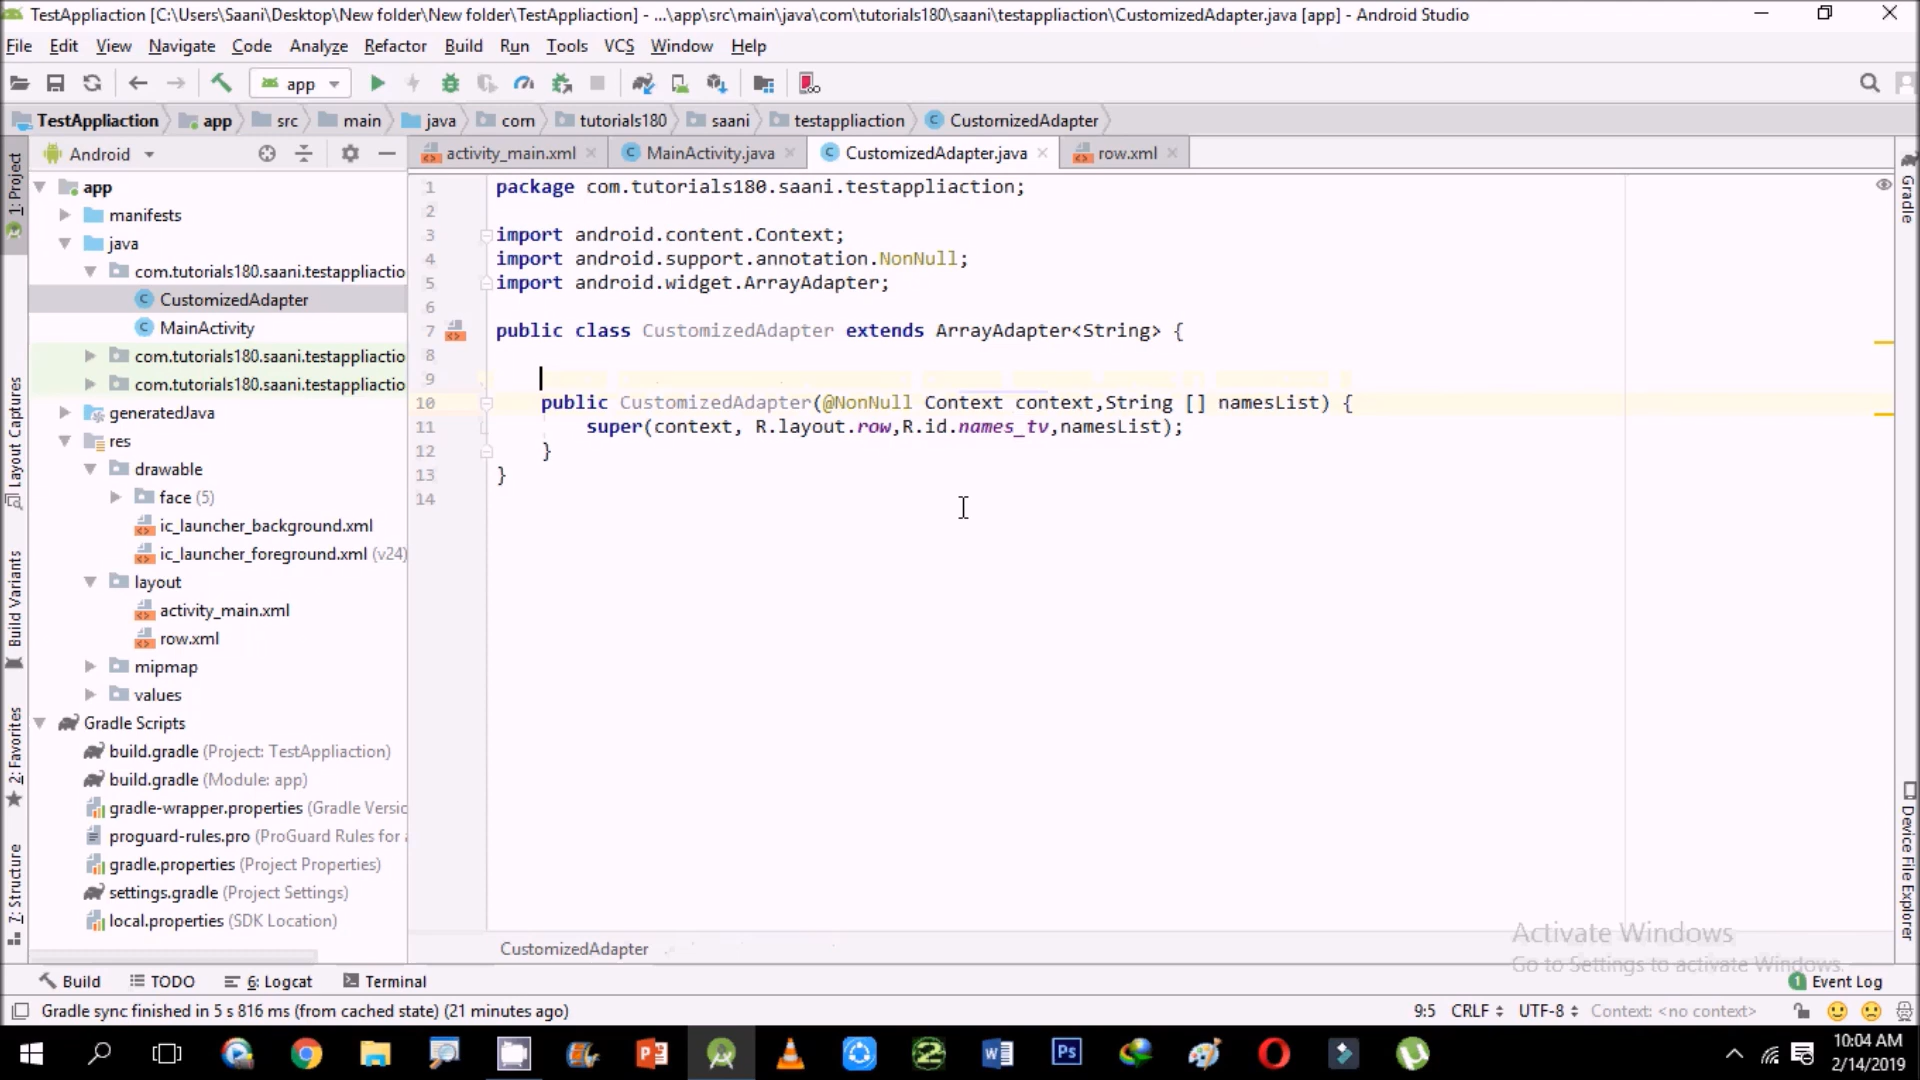 TestAppliaction [C:\Users\Saani\Desktop\New folder\New folder\TestAppliaction] - ...\app\src\main\java\com\tutorials180\saani\testappliaction\CustomizedAdapter.java [app] - Android Studio
File Edit View Navigate Code Analyze Refactor Build Run Tools VCS Window Help
app
TestAppliaction app src main java com tutorials180 saani testappliaction CustomizedAdapter
Android
activity_main.xml MainActivity.java CustomizedAdapter.java row.xml
1: Project
Layout Captures
Build Variants
2: Favorites
7: Structure
app
manifests
java
com.tutorials180.saani.testappliactio
CustomizedAdapter
MainActivity
com.tutorials180.saani.testappliactio
com.tutorials180.saani.testappliactio
generatedJava
res
drawable
face (5)
ic_launcher_background.xml
ic_launcher_foreground.xml (v24)
layout
activity_main.xml
row.xml
mipmap
values
Gradle Scripts
build.gradle (Project: TestAppliaction)
build.gradle (Module: app)
gradle-wrapper.properties (Gradle Versio
proguard-rules.pro (ProGuard Rules for
gradle.properties (Project Properties)
settings.gradle (Project Settings)
local.properties (SDK Location)
1 package com.tutorials180.saani.testappliaction;
2
3 import android.content.Context;
4 import android.support.annotation.NonNull;
5 import android.widget.ArrayAdapter;
6
7 public class CustomizedAdapter extends ArrayAdapter<String> {
8
9
10 public CustomizedAdapter(@NonNull Context context,String [] namesList) {
11 super(context, R.layout.row,R.id.names_tv,namesList);
12 }
13 }
14
CustomizedAdapter
Gradle
Device File Explorer
Activate Windows
Go to Settings to activate Windows.
Build TODO 6: Logcat Terminal 1 Event Log
Gradle sync finished in 5 s 816 ms (from cached state) (21 minutes ago) 9:5 CRLF UTF-8 Context: <no context>
10:04 AM
2/14/2019